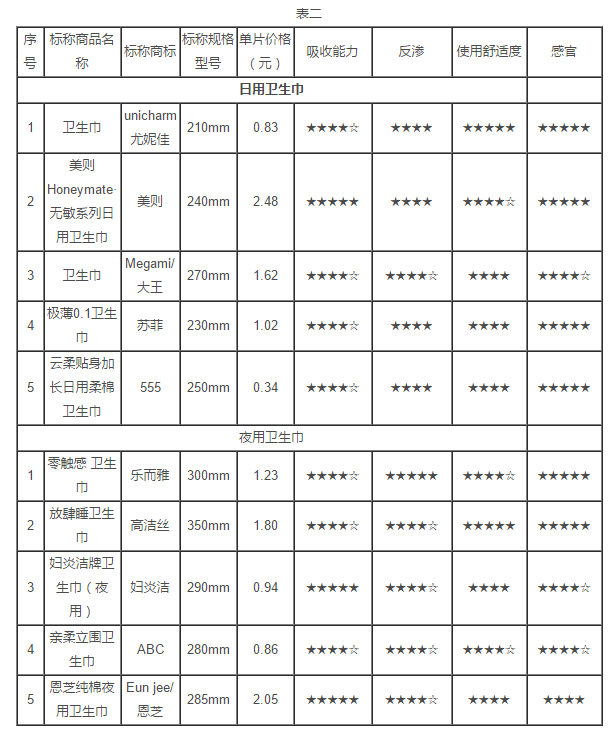 表二
序号 标称商品名称 标称商标 标称规格型号 单片价格（元） 吸收能力 反渗 使用舒适度 感官
日用卫生巾
1 卫生巾 unicharm尤妮佳 210mm 0.83 ★★★★☆ ★★★★ ★★★★★ ★★★★★
2 美则Honeymate·无敏系列日用卫生巾 美则 240mm 2.48 ★★★★★ ★★★★ ★★★★☆ ★★★★★
3 卫生巾 Megami/大王 270mm 1.62 ★★★★☆ ★★★★☆ ★★★★ ★★★★☆
4 极薄0.1卫生巾 苏菲 230mm 1.02 ★★★★☆ ★★★★ ★★★★ ★★★★★
5 云柔贴身加长日用柔棉卫生巾 555 250mm 0.34 ★★★★☆ ★★★★ ★★★★ ★★★★★
夜用卫生巾
1 零触感 卫生巾 乐而雅 300mm 1.23 ★★★★☆ ★★★★★ ★★★★☆ ★★★★★
2 放肆睡卫生巾 高洁丝 350mm 1.80 ★★★★☆ ★★★★☆ ★★★★★ ★★★★★
3 妇炎洁牌卫生巾（夜用） 妇炎洁 290mm 0.94 ★★★★★ ★★★★☆ ★★★★ ★★★★☆
4 亲柔立围卫生巾 ABC 280mm 0.86 ★★★★☆ ★★★★☆ ★★★★☆ ★★★★☆
5 恩芝纯棉夜用卫生巾 Eun jee/恩芝 285mm 2.05 ★★★★★ ★★★★☆ ★★★★ ★★★★